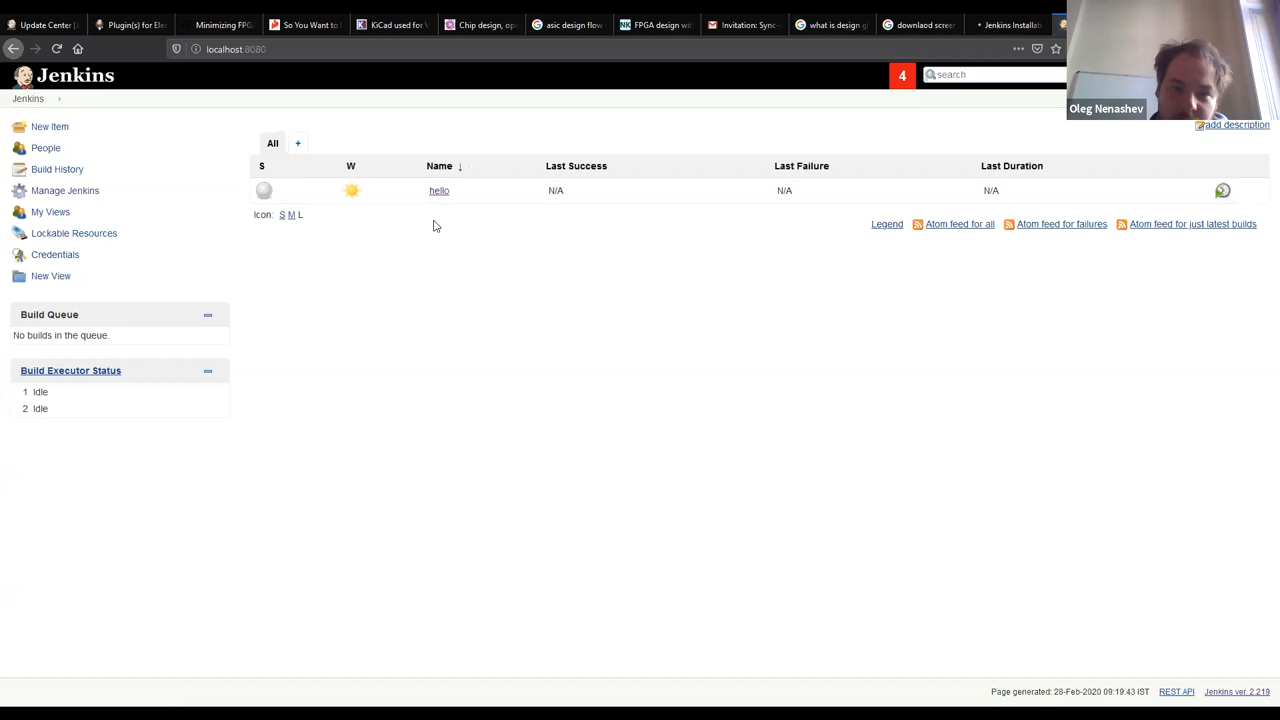 Update Center [J
Plugin(s) for Ele
Minimizing FPG
So You Want to
KiCad used for V
Chip design, op
asic design flow
FPGA design wit
Invitation: Sync
what is design g
downlaod scree
Jenkins Installati
localhost:8080
Jenkins
4
search
Oleg Nenashev
Jenkins
add description
New Item
People
Build History
Manage Jenkins
My Views
Lockable Resources
Credentials
New View
All +
S W Name ↓ Last Success Last Failure Last Duration
hello N/A N/A N/A
Icon: S M L
Legend Atom feed for all Atom feed for failures Atom feed for just latest builds
Build Queue
No builds in the queue.
Build Executor Status
1 Idle
2 Idle
Page generated: 28-Feb-2020 09:19:43 IST REST API Jenkins ver. 2.219